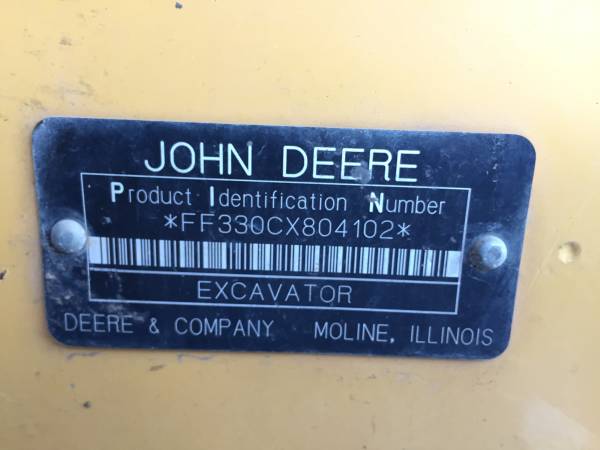 JOHN DEERE
Product Identification Number
*FF330CX804102*
EXCAVATOR
DEERE & COMPANY MOLINE, ILLINOIS